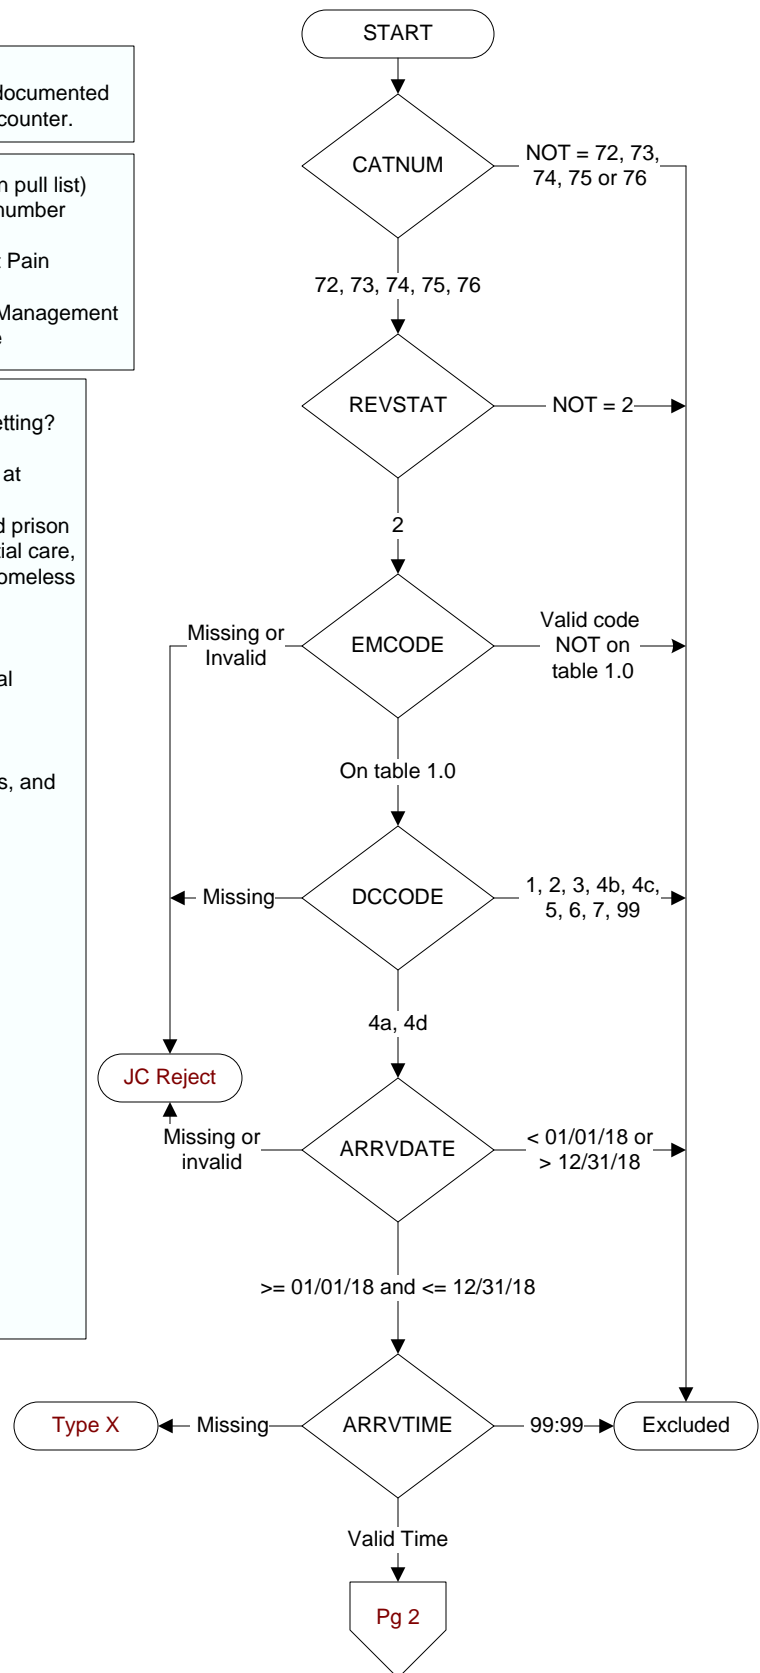 START
documented
counter.
CATNUM
NOT = 72, 73,
74, 75 or 76
n pull list)
number
t Pain
Management
e
72, 73, 74, 75, 76
REVSTAT
NOT = 2
etting?
at
d prison
tial care,
omeless
al
s, and
2
EMCODE
Missing or
Invalid
Valid code
NOT on
table 1.0
On table 1.0
DCCODE
Missing
1, 2, 3, 4b, 4c,
5, 6, 7, 99
4a, 4d
JC Reject
ARRVDATE
Missing or
invalid
< 01/01/18 or
> 12/31/18
>= 01/01/18 and <= 12/31/18
ARRVTIME
Type X
Missing
99:99
Excluded
Valid Time
Pg 2